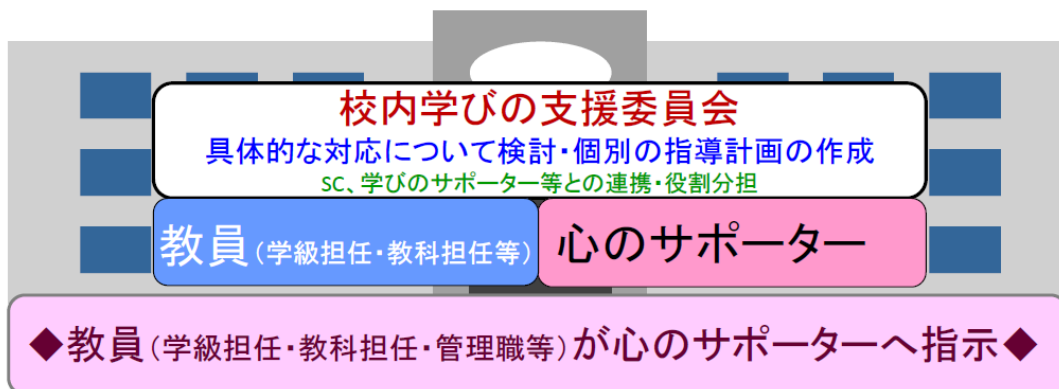 校内学びの支援委員会
具体的な対応について検討・個別の指導計画の作成
SC、学びのサポーター等との連携・役割分担
教員(学級担任・教科担任等)
心のサポーター
◆教員(学級担任・教科担任・管理職等)が心のサポーターへ指示◆